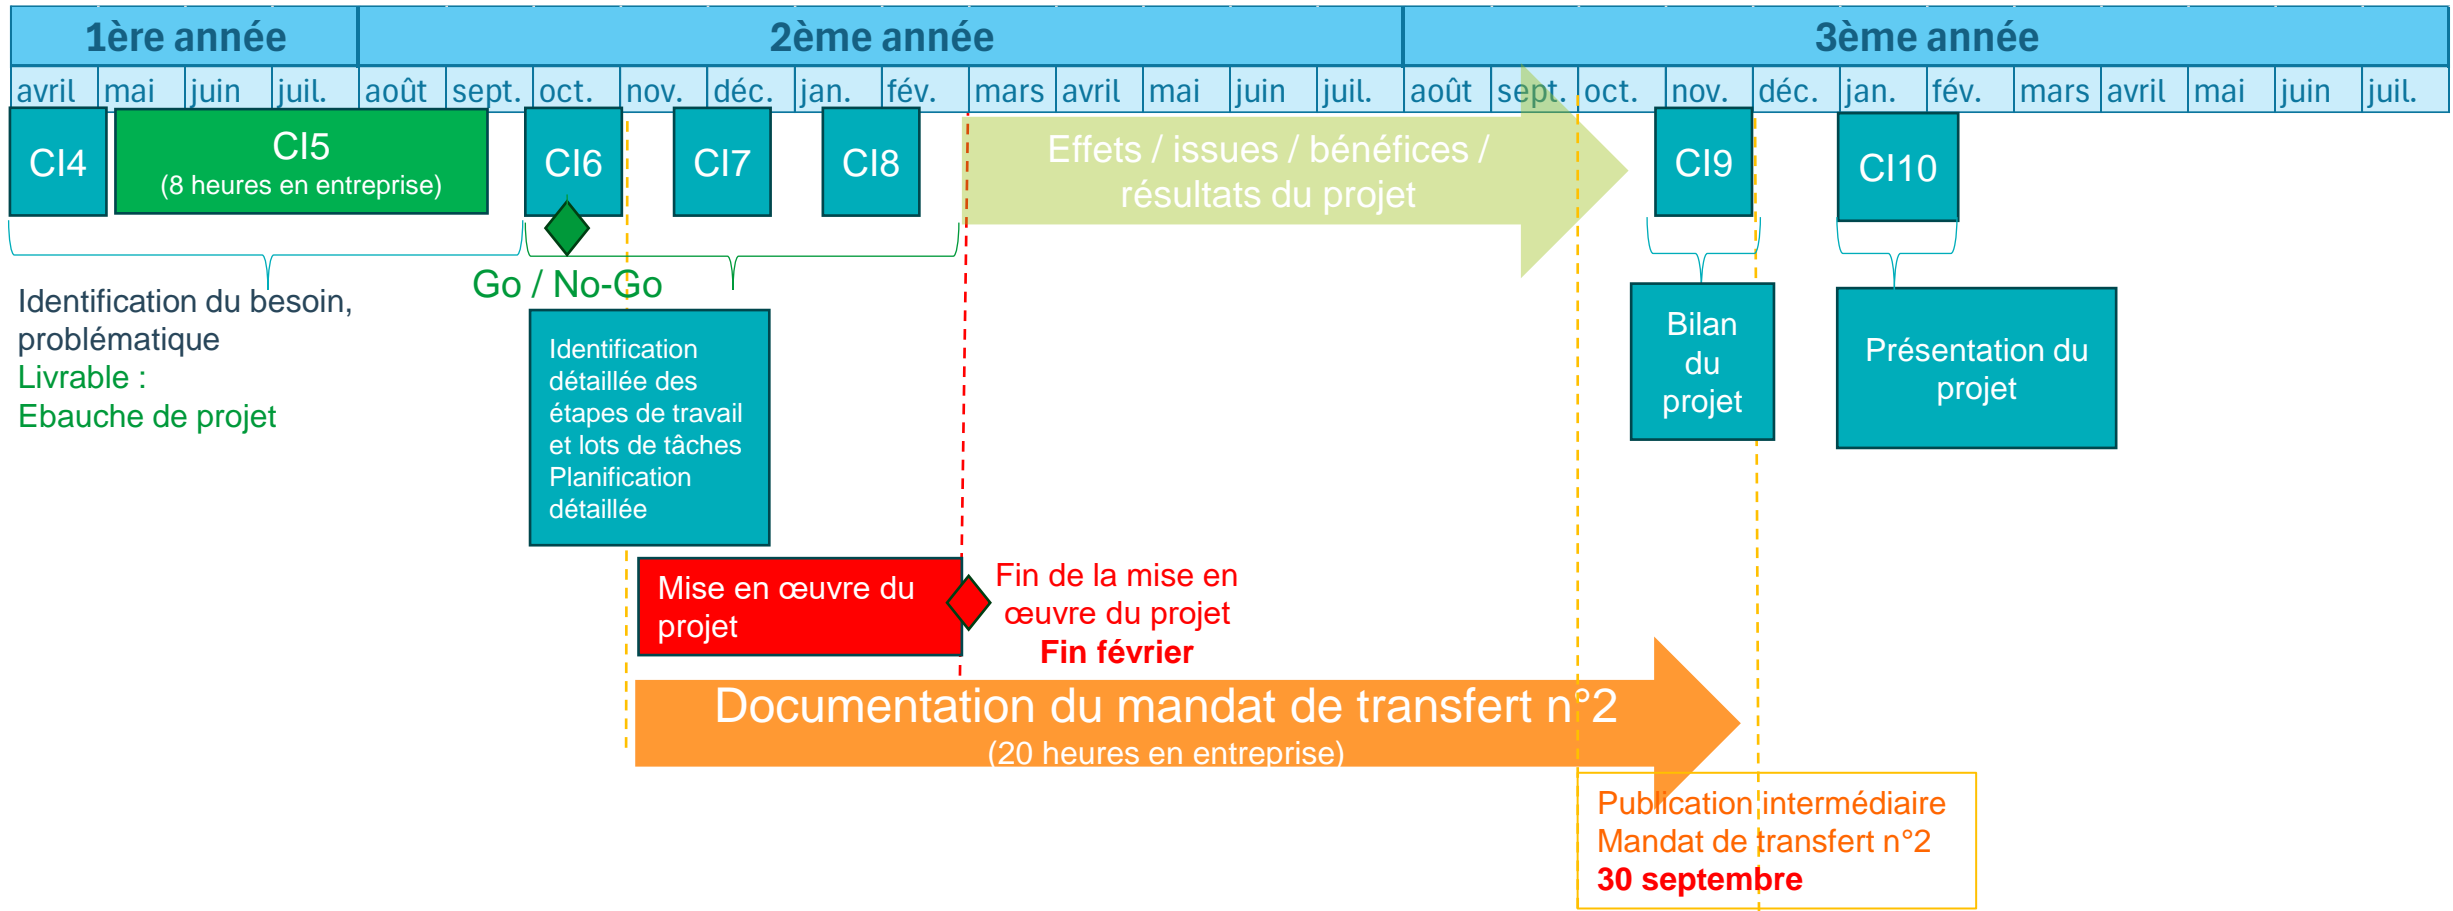 1ère année 2ème année 3ème année
avril mai juin juil. août sept. oct. nov. déc. jan. fév. mars avril mai juin juil. août sept. oct. nov. déc. jan. fév. mars avril mai juin juil.
CI4
CI5
(8 heures en entreprise)
CI6
CI7
CI8
Effets / issues / bénéfices /
résultats du projet
CI9
CI10
Identification du besoin,
problématique
Livrable :
Ebauche de projet
Go / No-Go
Identification
détaillée des
étapes de travail
et lots de tâches
Planification
détaillée
Bilan
du
projet
Présentation du
projet
Mise en œuvre du
projet
Fin de la mise en
œuvre du projet
Fin février
Documentation du mandat de transfert n°2
(20 heures en entreprise)
Publication intermédiaire
Mandat de transfert n°2
30 septembre